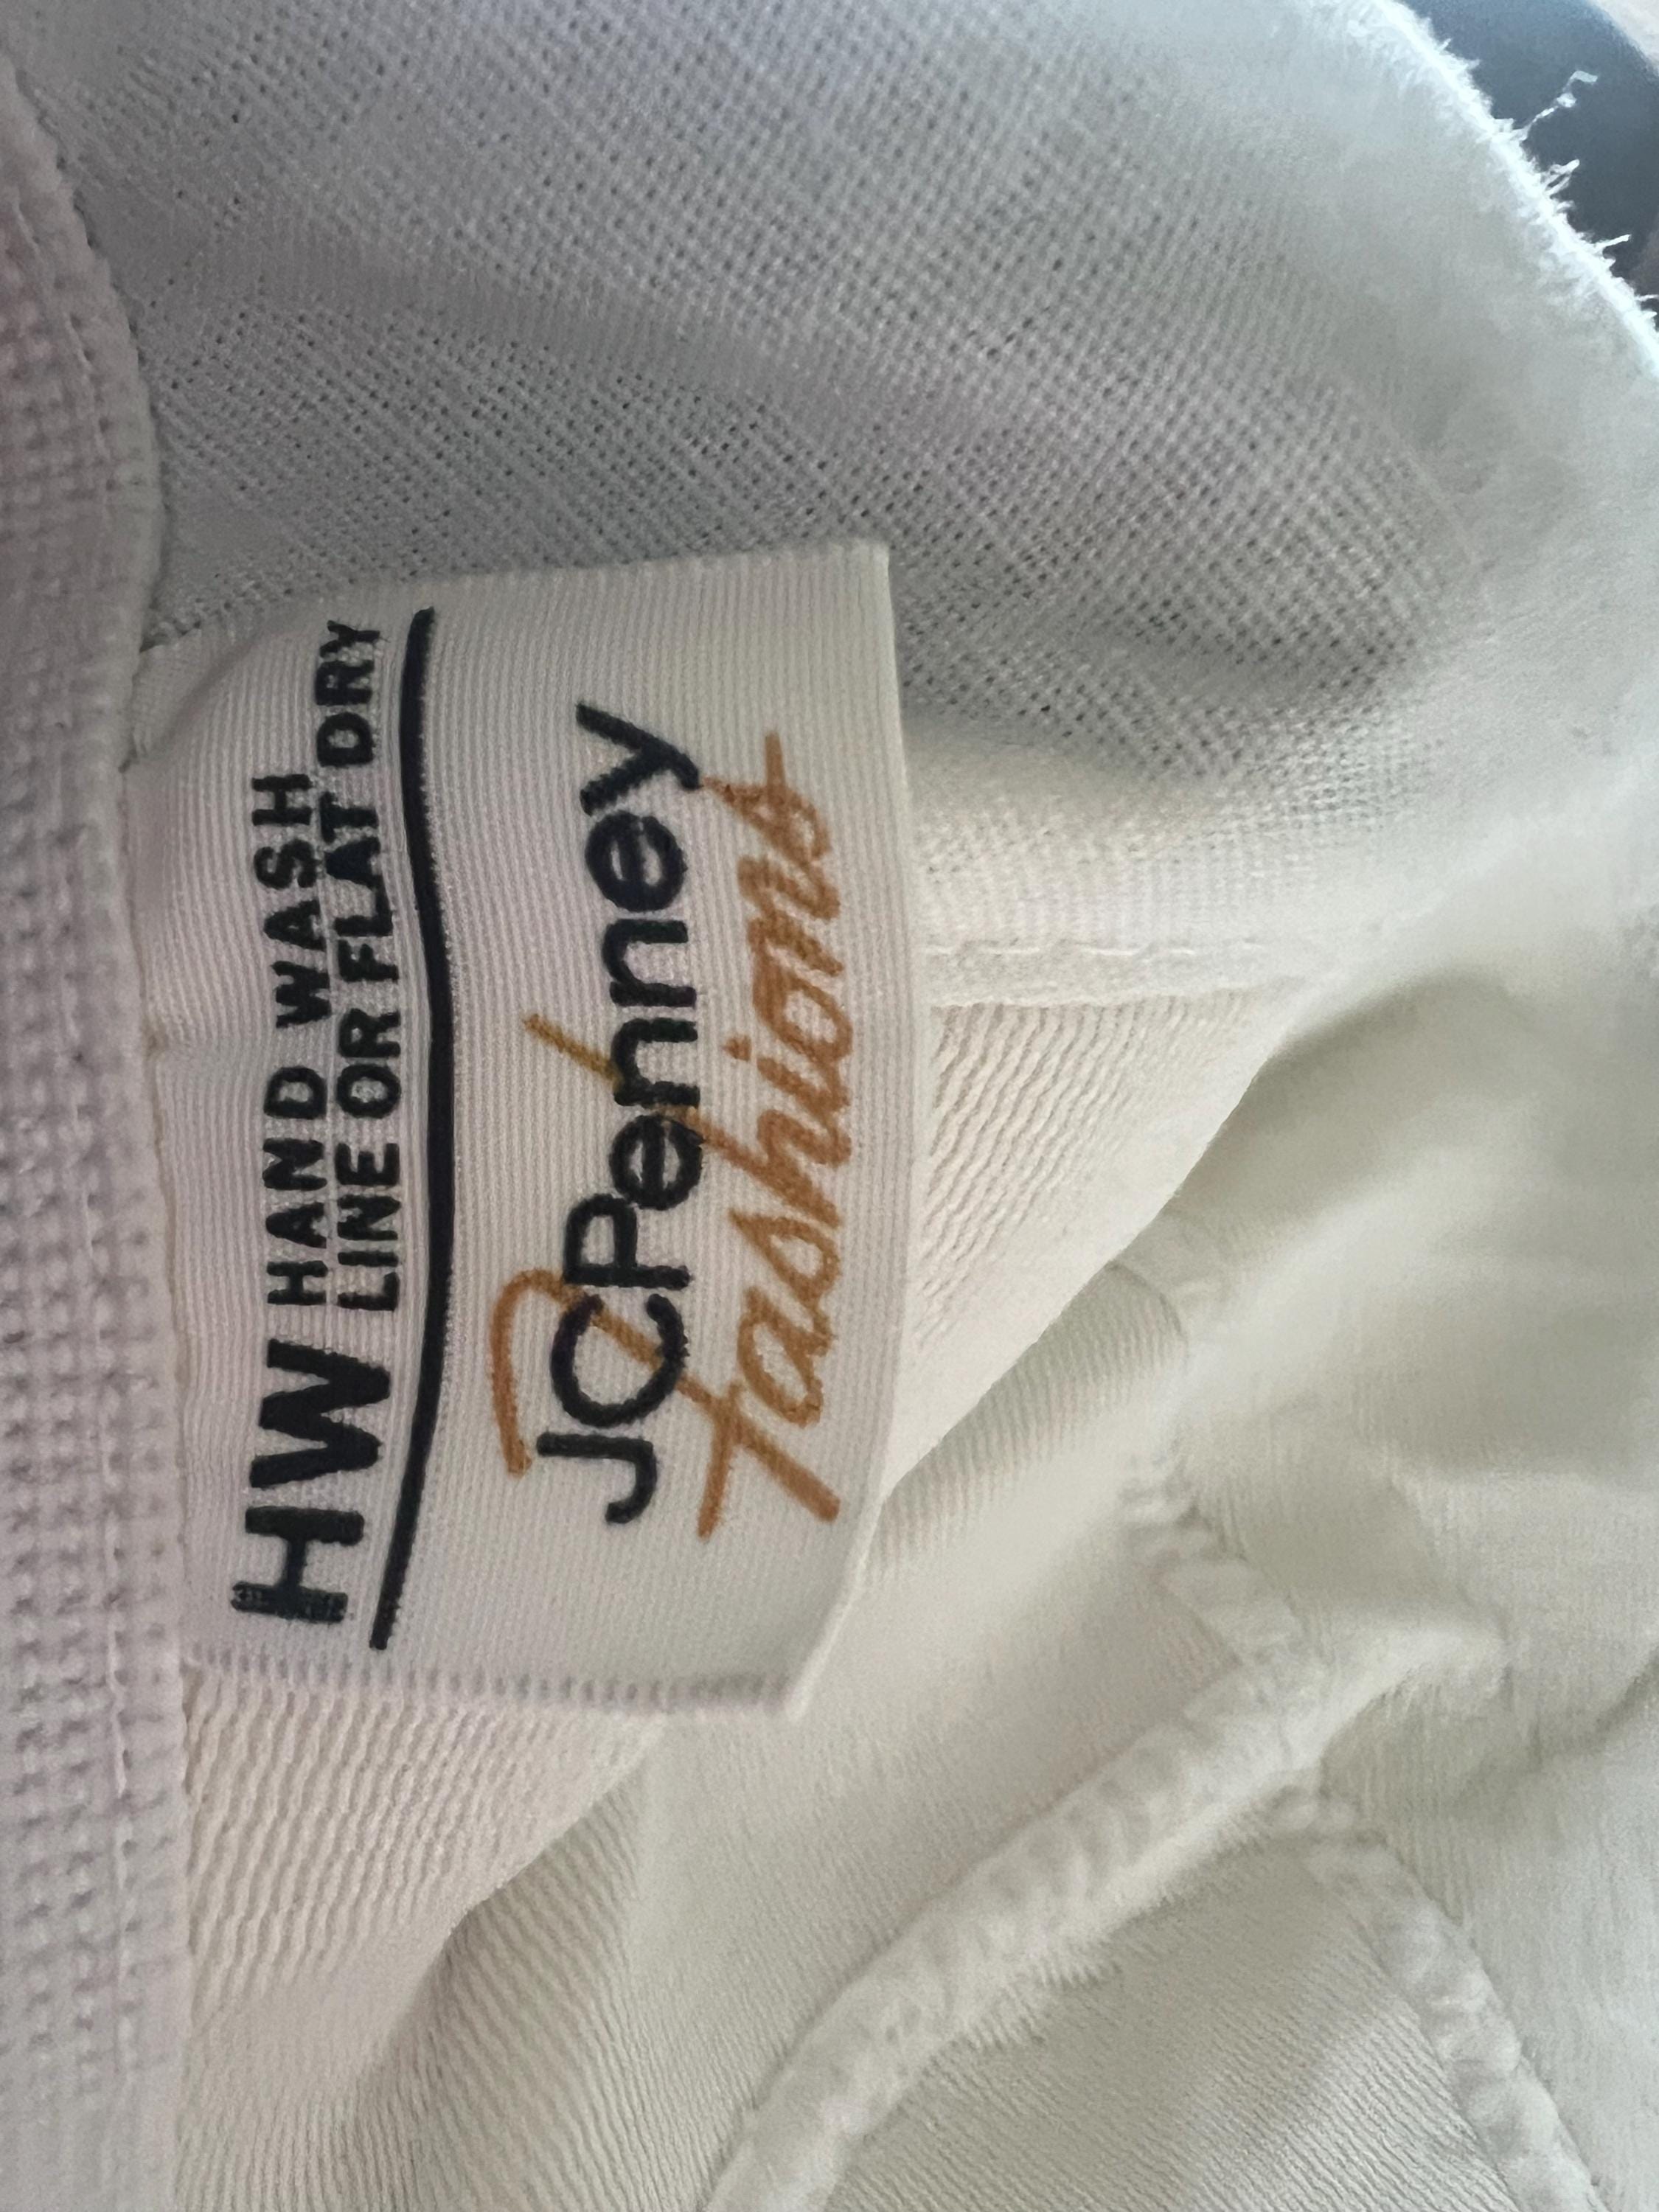 HW HAND WASH
LINE OR FLAT DRY
JCPenney
fashions